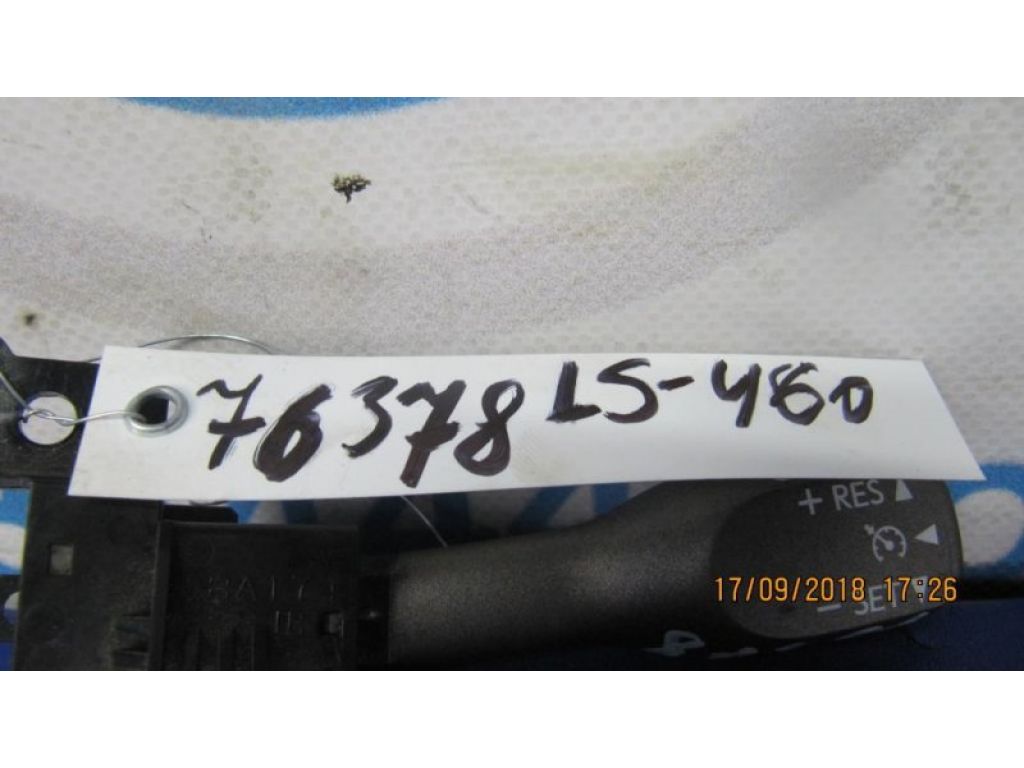 76378 LS-460
+ RES
17/09/2018 17:26
- SET